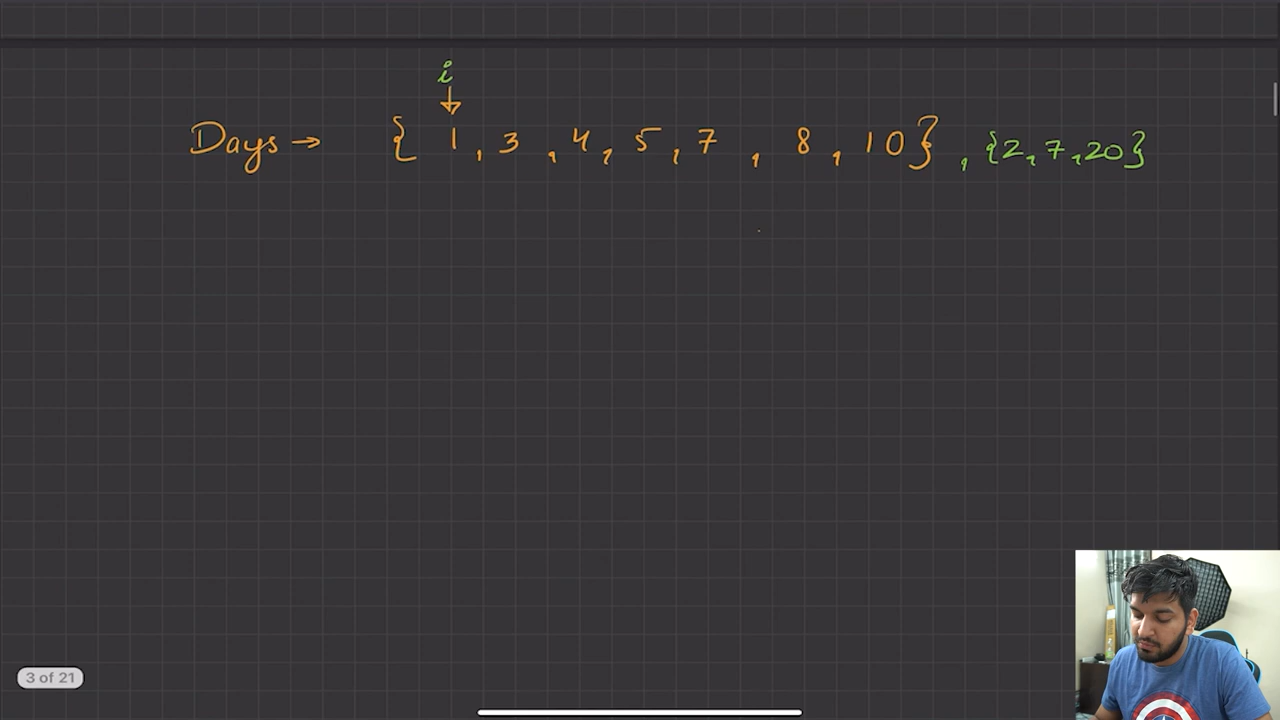 i
Days → { 1, 3, 4, 5, 7, 8, 10 }, {2, 7, 20}
3 of 21